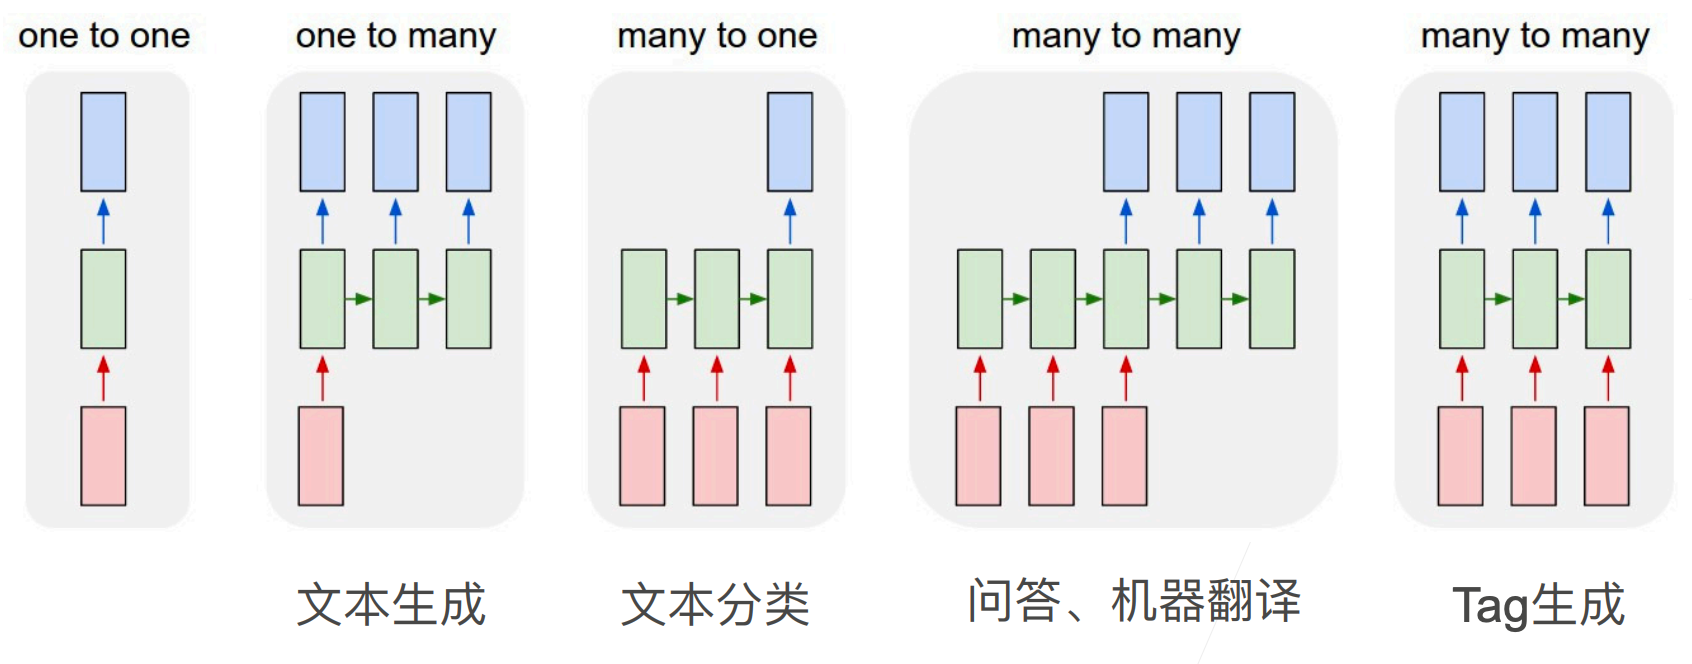 one to one
one to many
many to one
many to many
many to many
文本生成
文本分类
问答、机器翻译
Tag生成